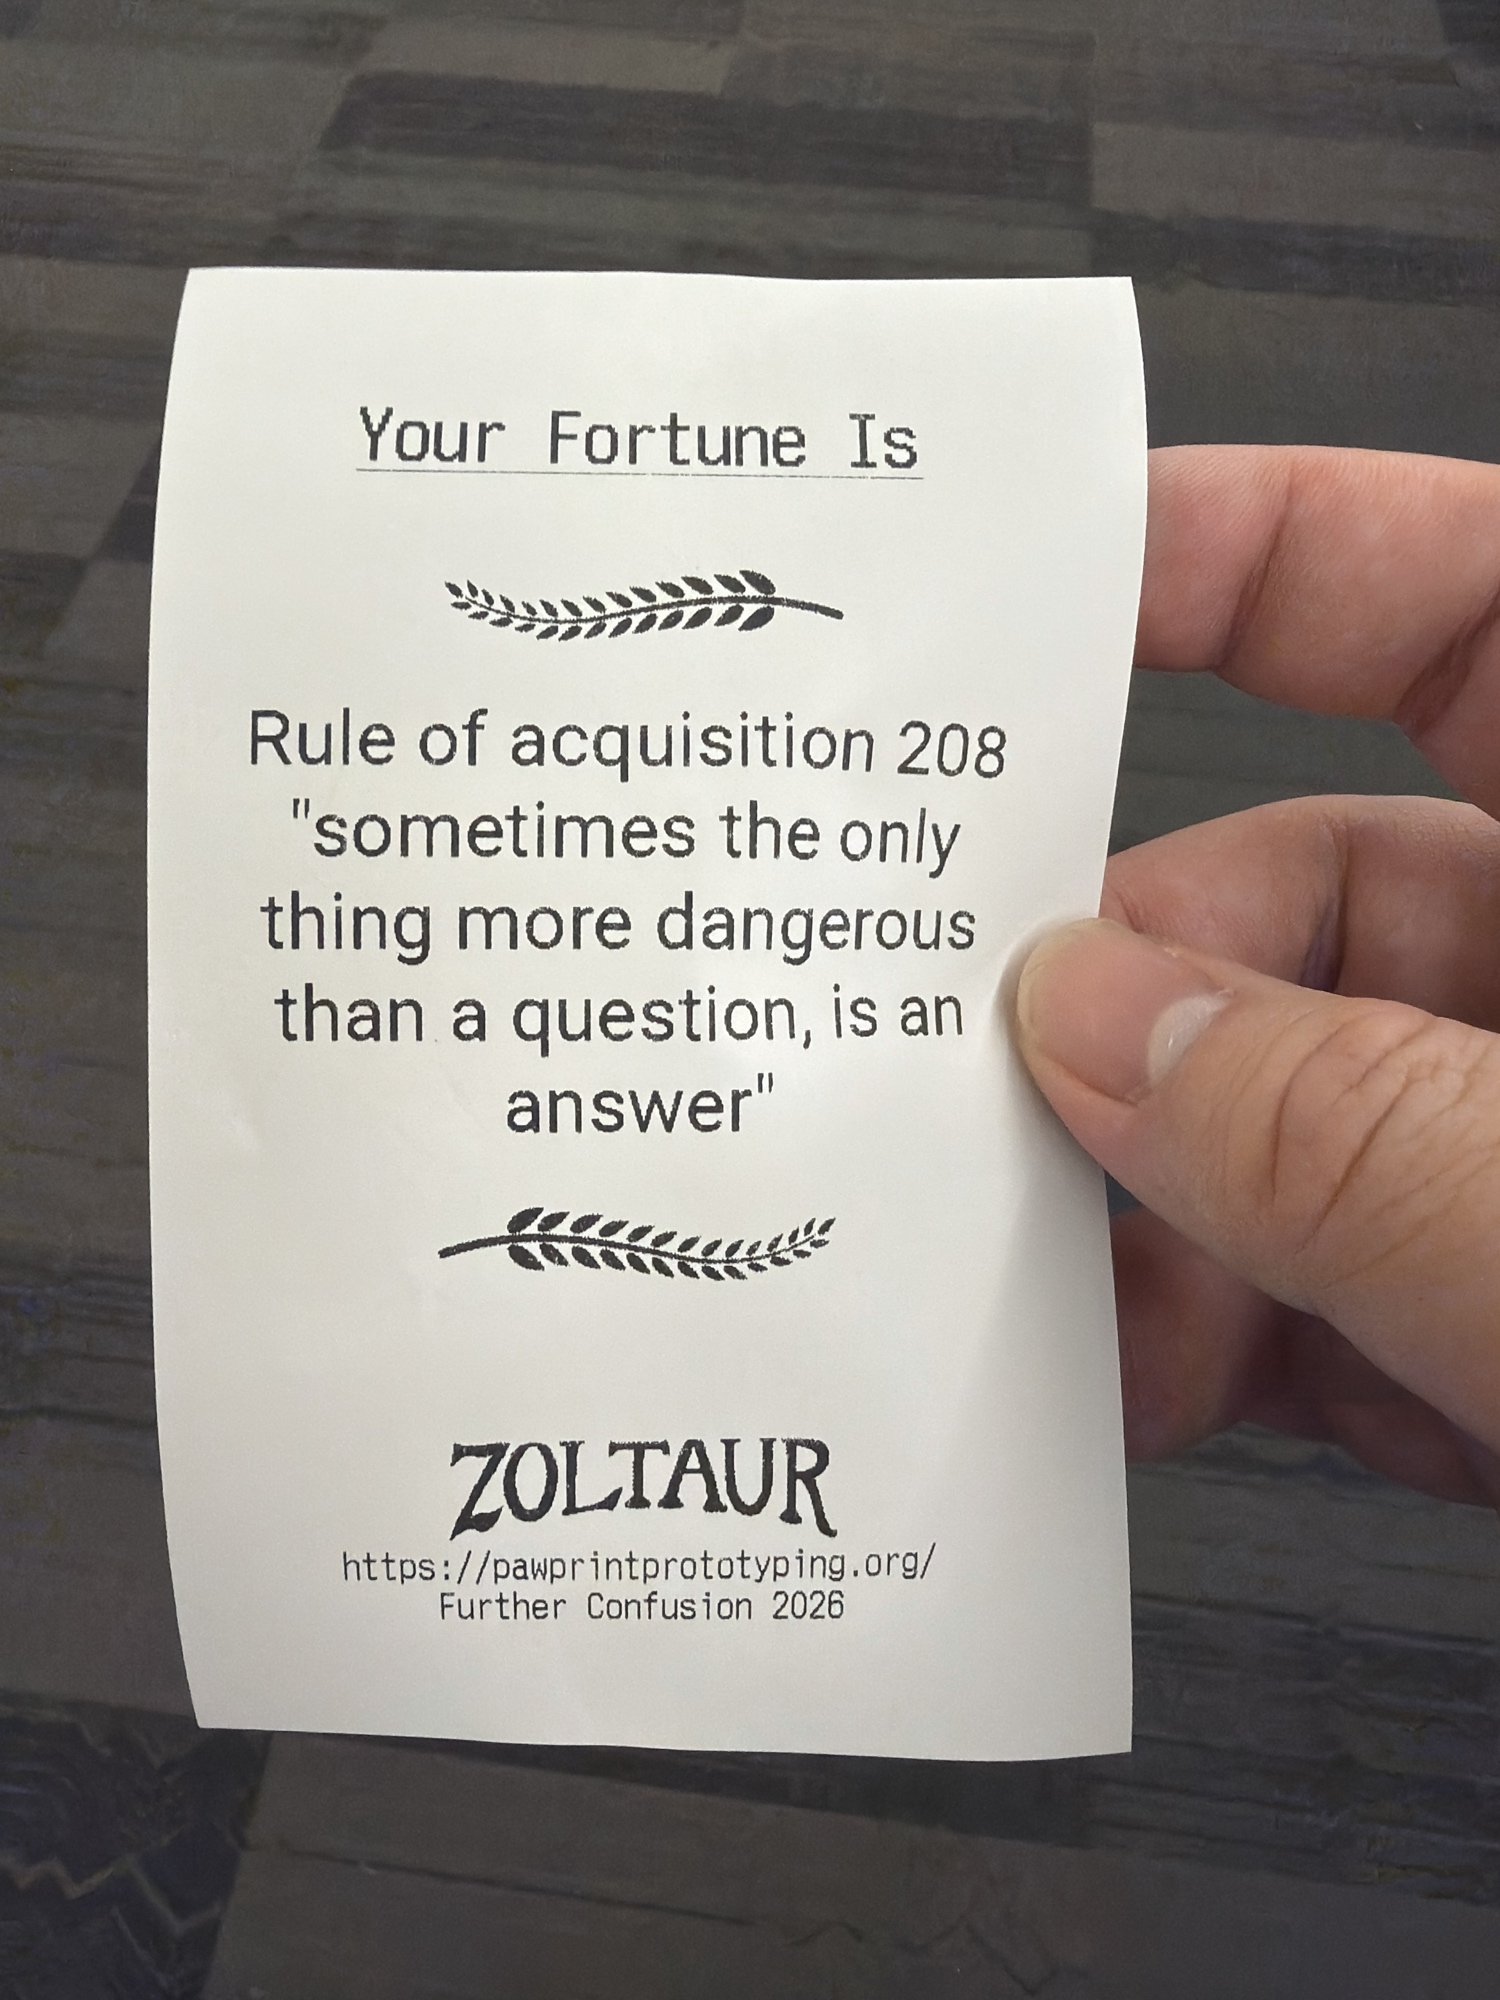 Your Fortune Is
Rule of acquisition 208
"sometimes the only
thing more dangerous
than a question, is an
answer"
ZOLTAUR
https://pawprintprototyping.org/
Further Confusion 2026